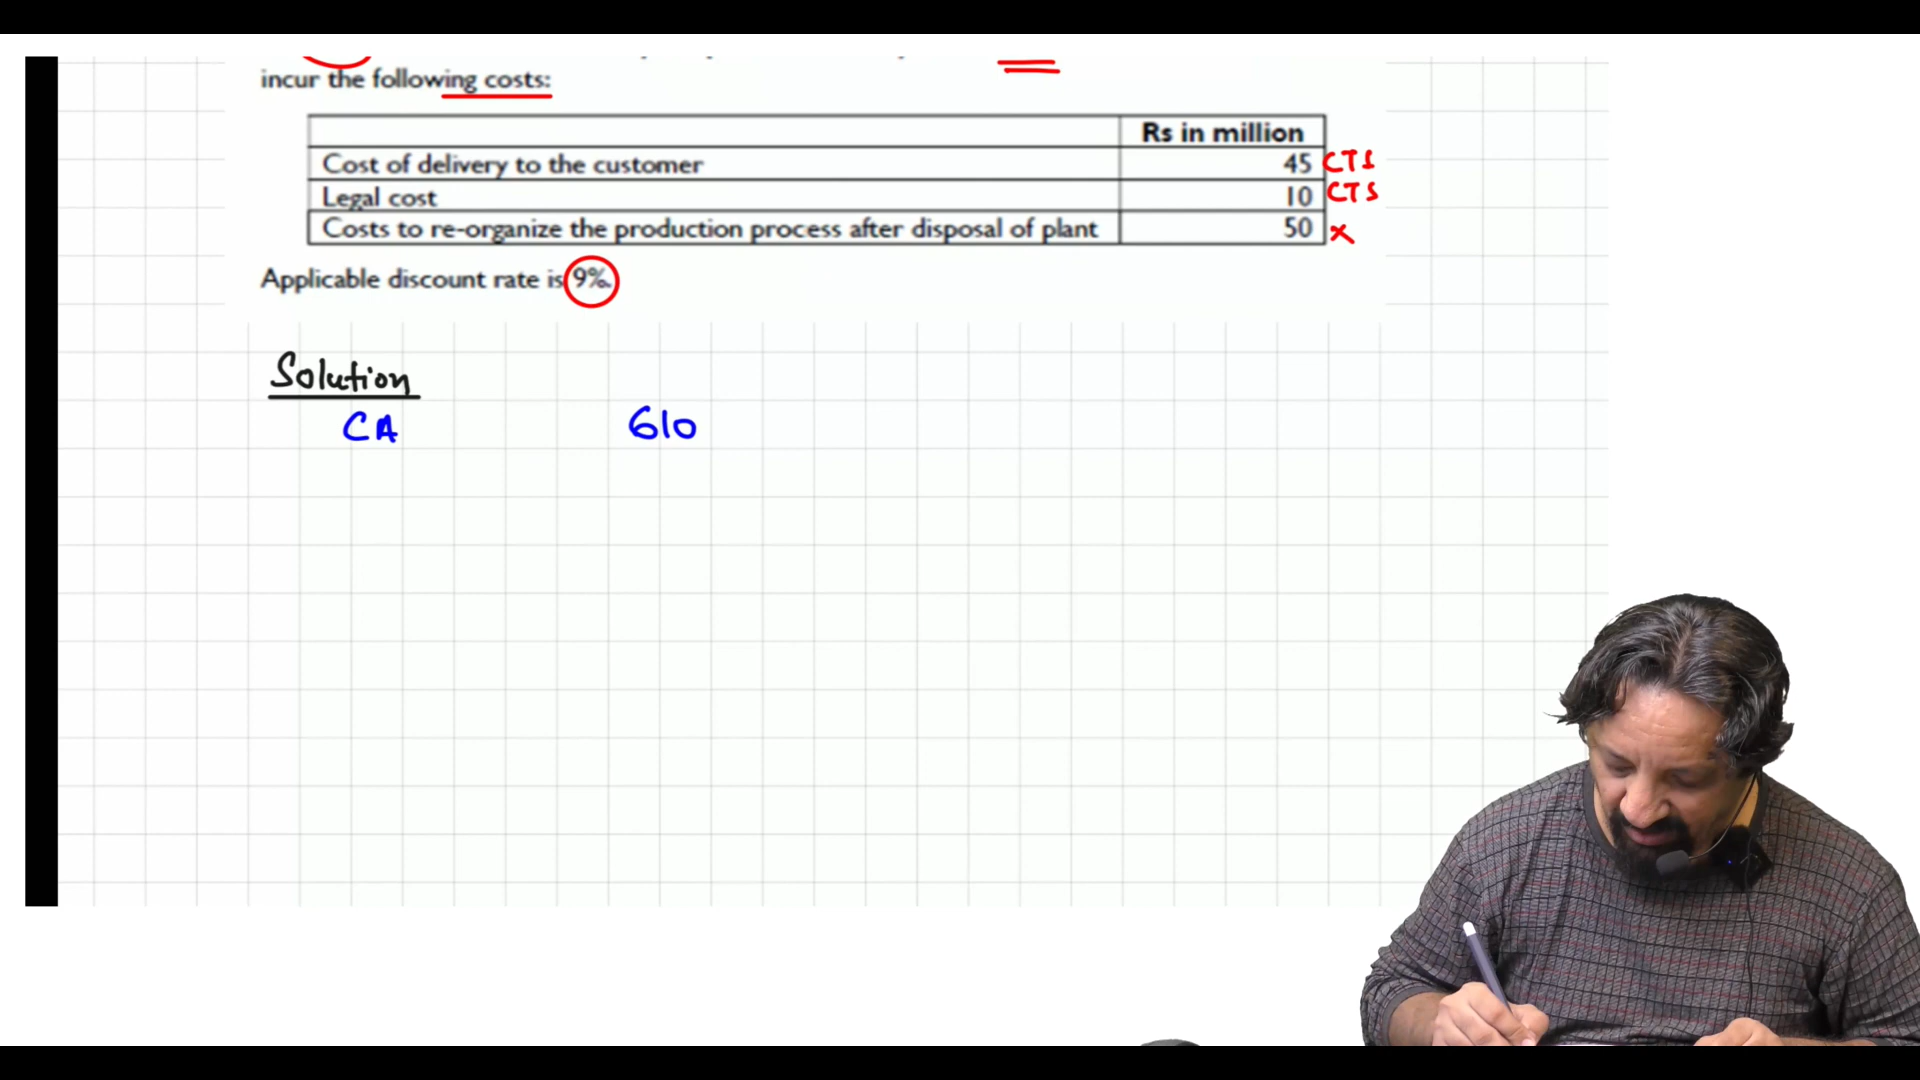 incur the following costs:
Rs in million
Cost of delivery to the customer 45 CTS
Legal cost 10 CTS
Costs to re-organize the production process after disposal of plant 50 x
Applicable discount rate is 9%.
Solution
CA 610